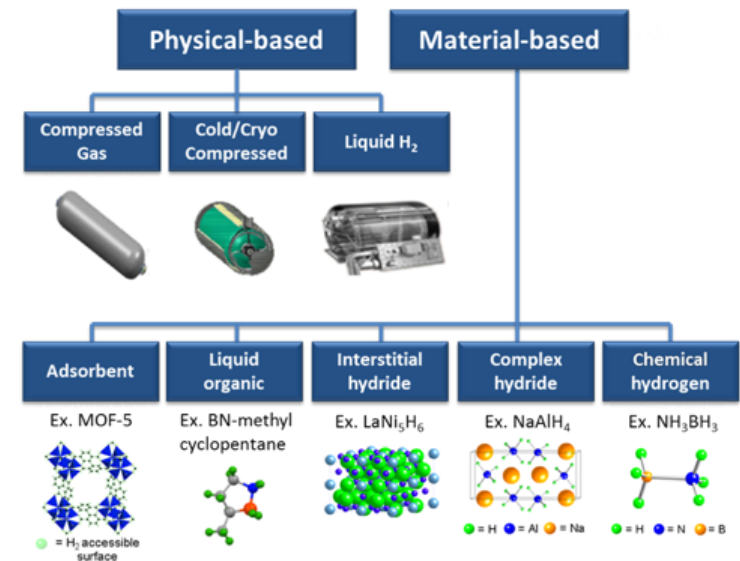 Physical-based
Material-based
Compressed
Gas
Cold/Cryo
Compressed
Liquid H₂
Adsorbent
Liquid
organic
Interstitial
hydride
Complex
hydride
Chemical
hydrogen
Ex. MOF-5
Ex. BN-methyl
cyclopentane
Ex. LaNi₅H₆
Ex. NaAlH₄
Ex. NH₃BH₃
= H₂ accessible
surface
= H = Al = Na
= H = N = B